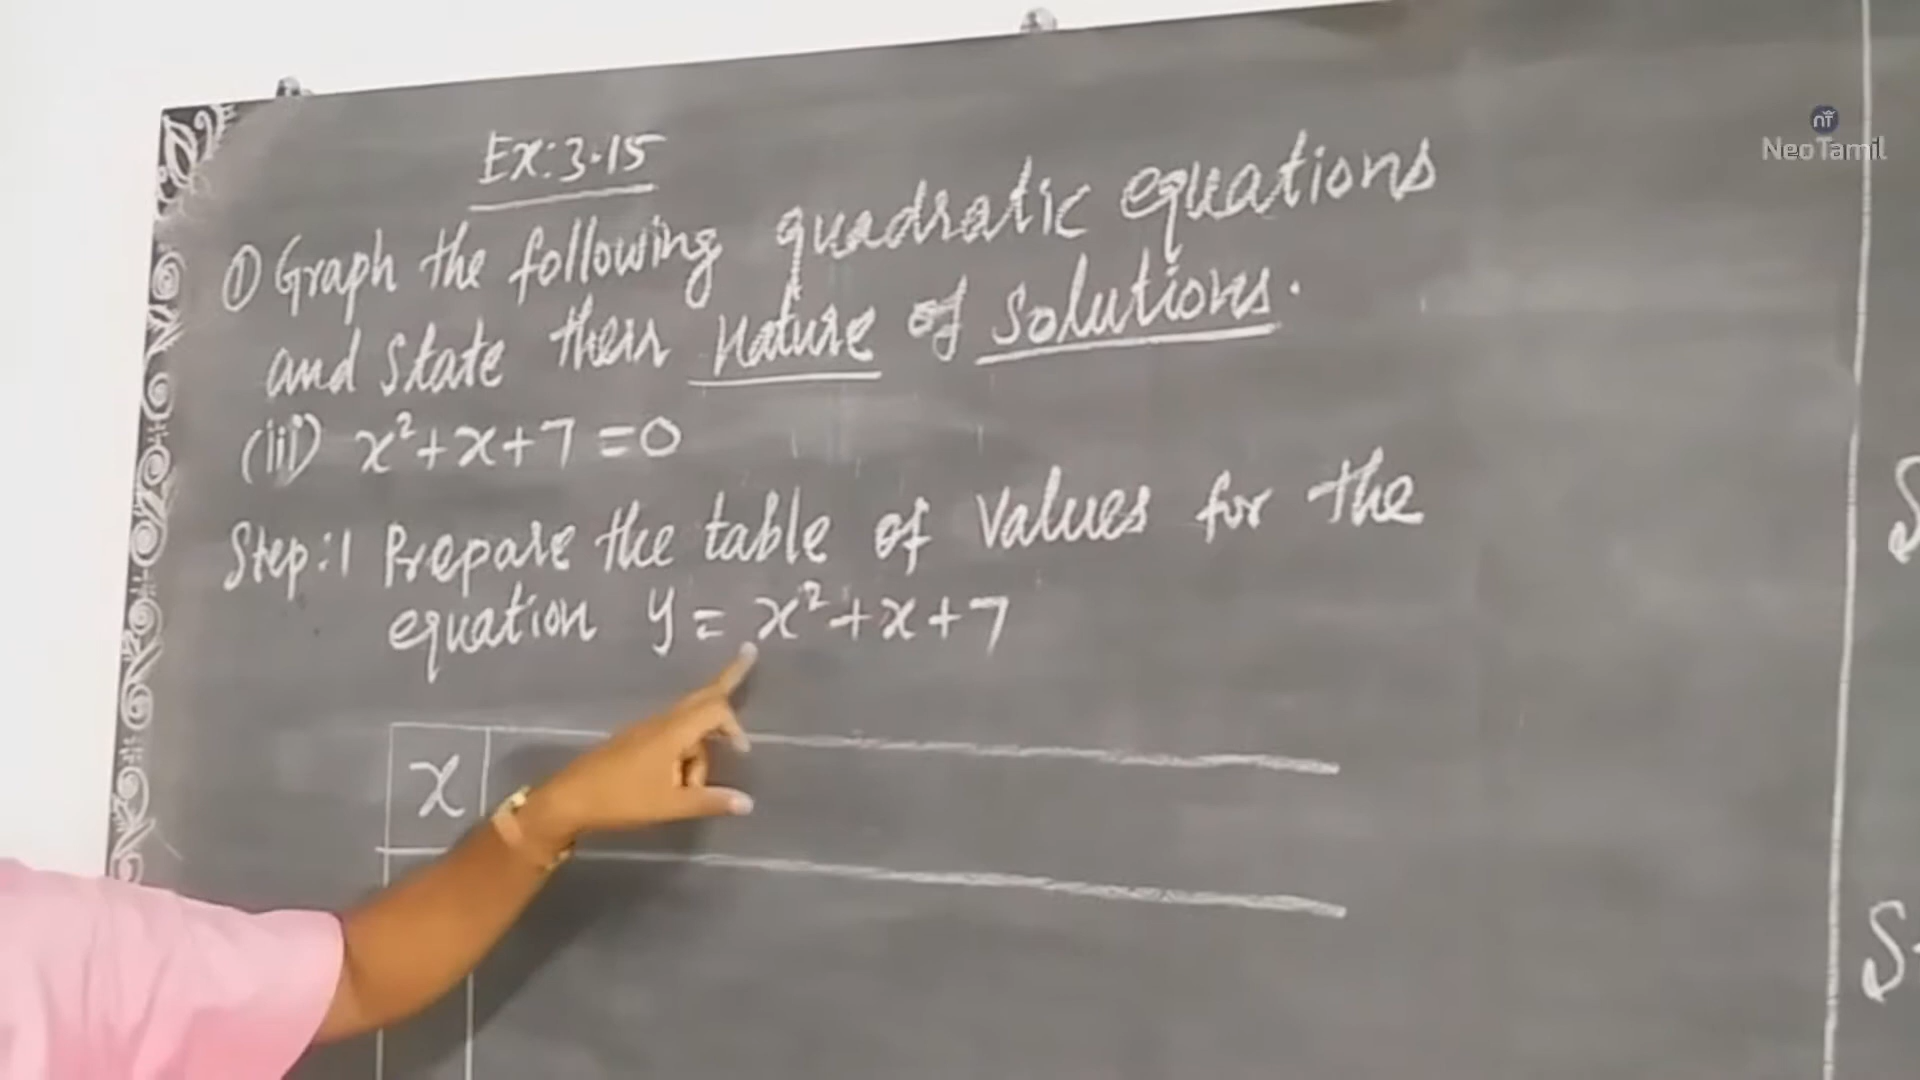 Ex: 3.15
① Graph the following quadratic equations
and state their nature of solutions.
(iii) x²+x+7=0
Step:1 Prepare the table of values for the
equation y = x²+x+7
x
NeoTamil